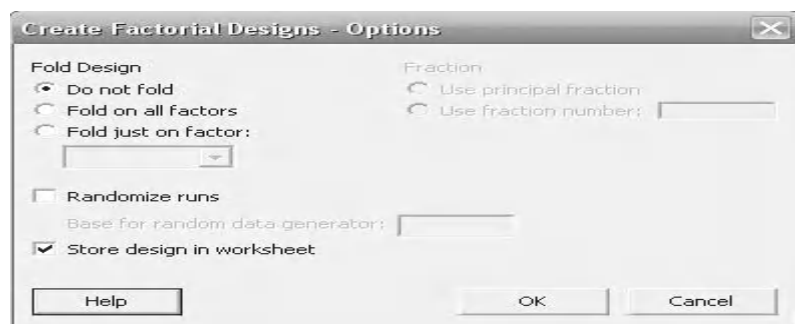 Create Factorial Designs - Options
Fold Design
Do not fold
Fold on all factors
Fold just on factor:
Fraction
Use principal fraction
Use fraction number:
Randomize runs
Base for random data generator:
Store design in worksheet
Help
OK
Cancel